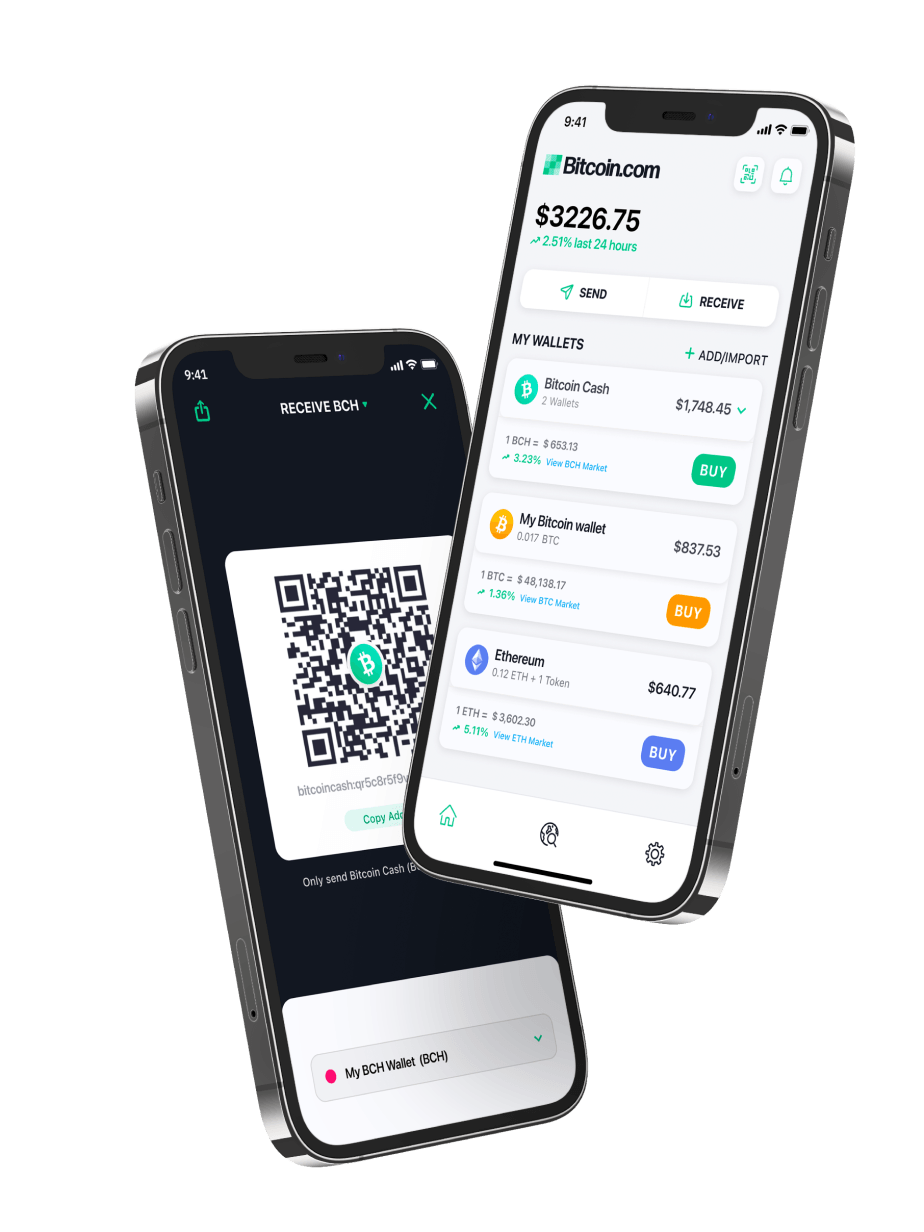 9:41
Bitcoin.com
$3226.75
2.51% last 24 hours
SEND
RECEIVE
MY WALLETS
+ ADD/IMPORT
Bitcoin Cash
2 Wallets
$1,748.45
1 BCH = $ 653.13
3.23% View BCH Market
BUY
My Bitcoin wallet
0.017 BTC
$837.53
1 BTC = $ 48,138.17
1.36% View BTC Market
BUY
Ethereum
0.12 ETH + 1 Token
$640.77
1 ETH = $ 3,602.30
5.11% View ETH Market
BUY
9:41
RECEIVE BCH
bitcoincash:qr5c8r5f9
Copy
Only send Bitcoin Cash
My BCH Wallet (BCH)